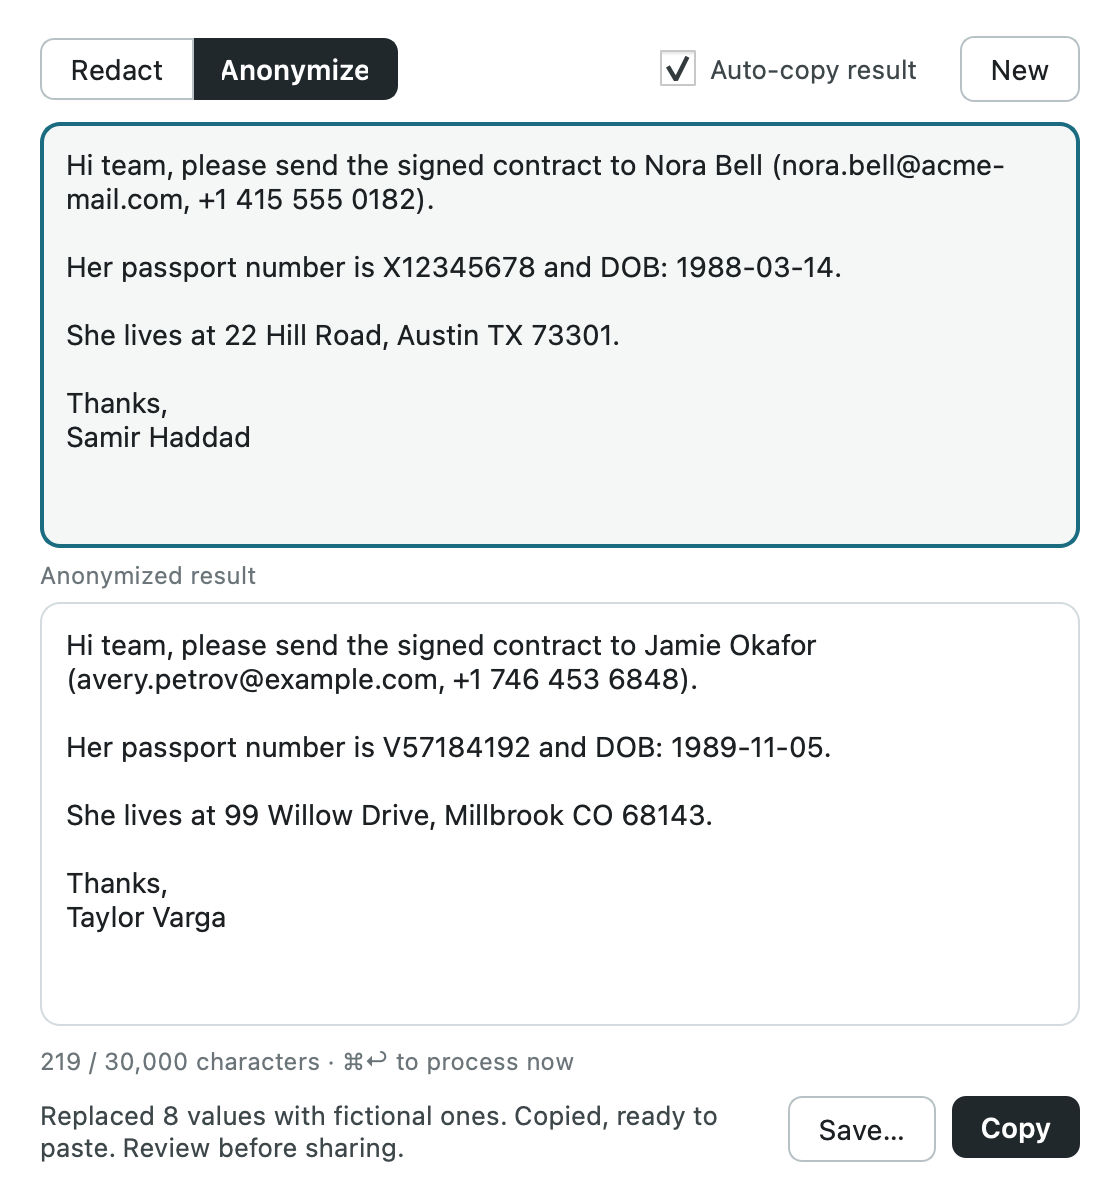 Redact Anonymize Auto-copy result New
Hi team, please send the signed contract to Nora Bell (nora.bell@acme-
mail.com, +1 415 555 0182).
Her passport number is X12345678 and DOB: 1988-03-14.
She lives at 22 Hill Road, Austin TX 73301.
Thanks,
Samir Haddad
Anonymized result
Hi team, please send the signed contract to Jamie Okafor
(avery.petrov@example.com, +1 746 453 6848).
Her passport number is V57184192 and DOB: 1989-11-05.
She lives at 99 Willow Drive, Millbrook CO 68143.
Thanks,
Taylor Varga
219 / 30,000 characters · ⌘↩ to process now
Replaced 8 values with fictional ones. Copied, ready to
paste. Review before sharing.
Save... Copy